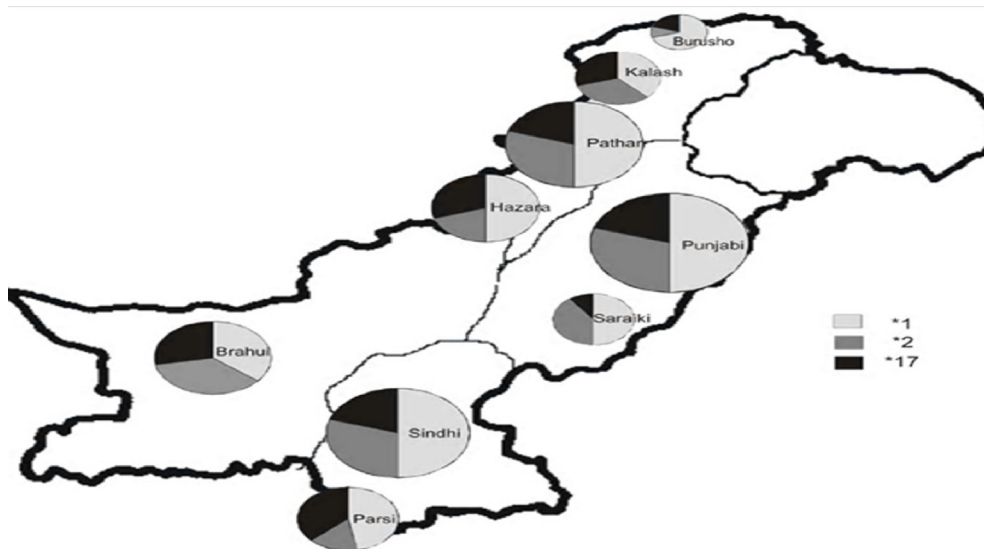 Burusho
Kalash
Pathan
Hazara
Punjabi
Saraiki
Brahui
Sindhi
Parsi
*1
*2
*17